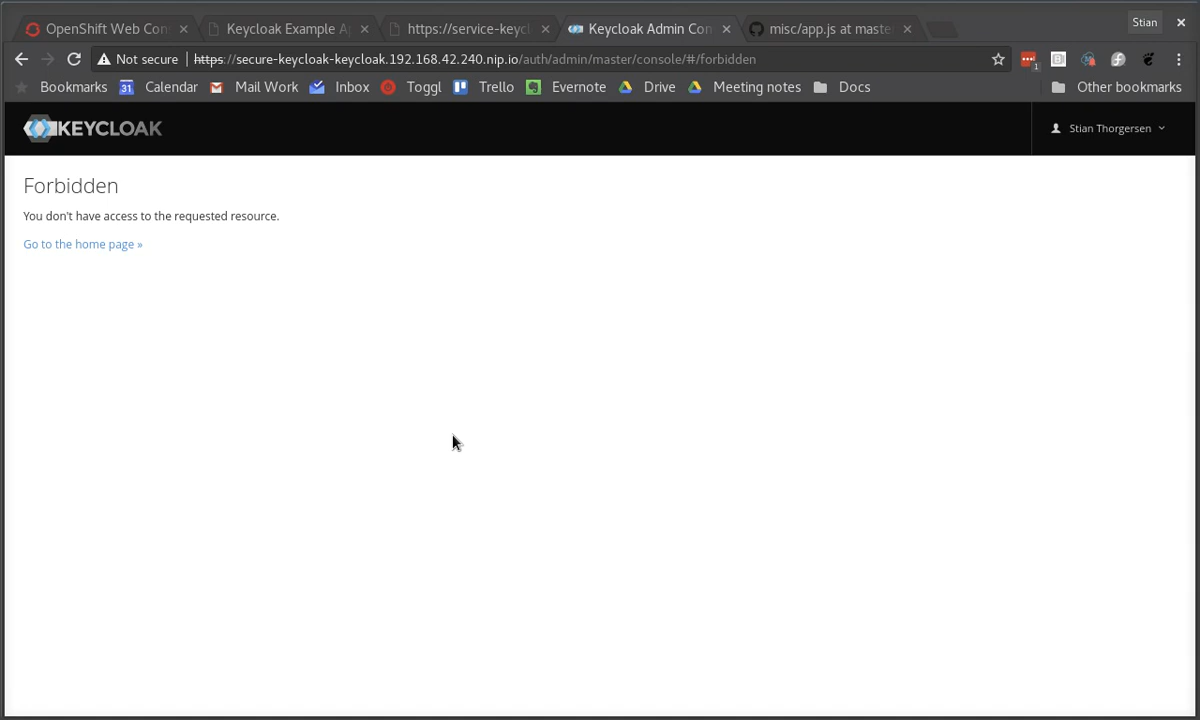 Stian
OpenShift Web Con
Keycloak Example A
https://service-keycl
Keycloak Admin Con
misc/app.js at maste
Not secure
https://secure-keycloak-keycloak.192.168.42.240.nip.io/auth/admin/master/console/#/forbidden
1
Bookmarks 31 Calendar Mail Work Inbox Toggl Trello Evernote Drive Meeting notes Docs Other bookmarks
KEYCLOAK
Stian Thorgersen
Forbidden
You don't have access to the requested resource.
Go to the home page »